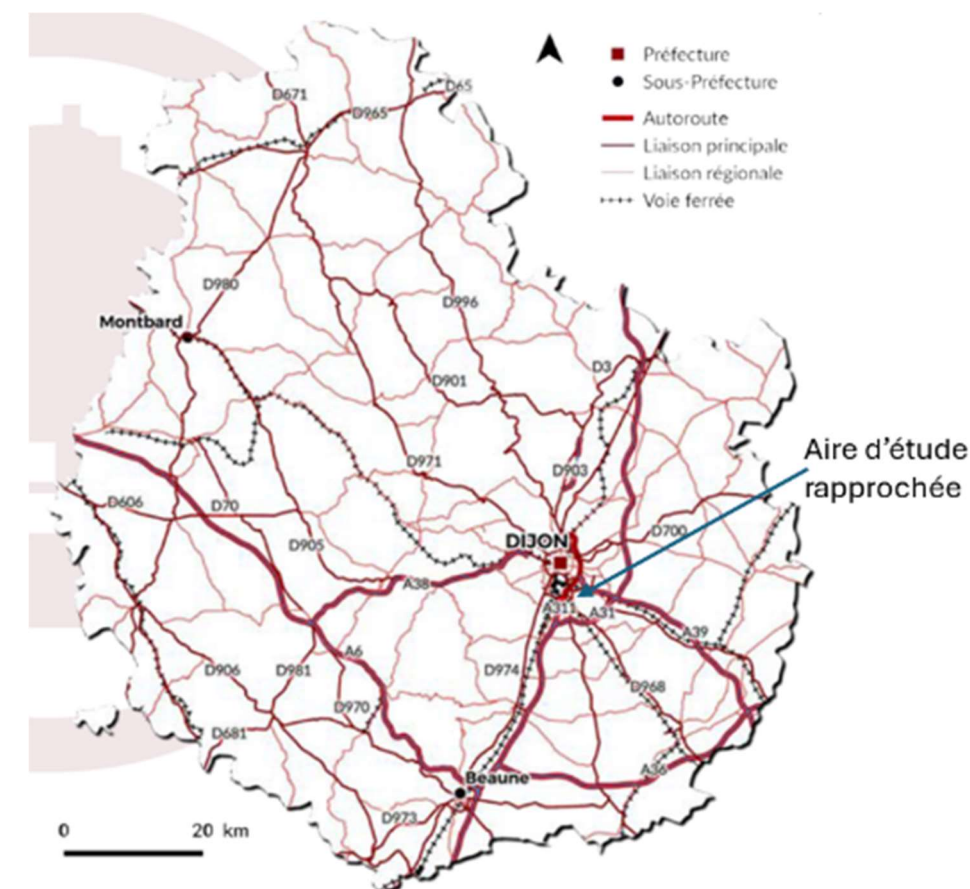 Préfecture
Sous-Préfecture
Autoroute
Liaison principale
Liaison régionale
Voie ferrée
D65
D671
D965
D980
D996
Montbard
D3
D901
Aire d'étude
rapprochée
D971
D903
D606
D70
D700
DIJON
D905
A38
A311
A31
A39
A6
D906
D981
D974
D968
D970
D681
A36
Beaune
D973
0 20 km